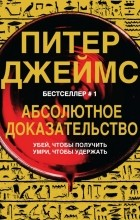 ПИТЕР
ДЖЕЙМС
БЕСТСЕЛЛЕР #1
АБСОЛЮТНОЕ
ДОКАЗАТЕЛЬСТВО
УБЕЙ, ЧТОБЫ ПОЛУЧИТЬ
УМРИ, ЧТОБЫ УДЕРЖАТЬ